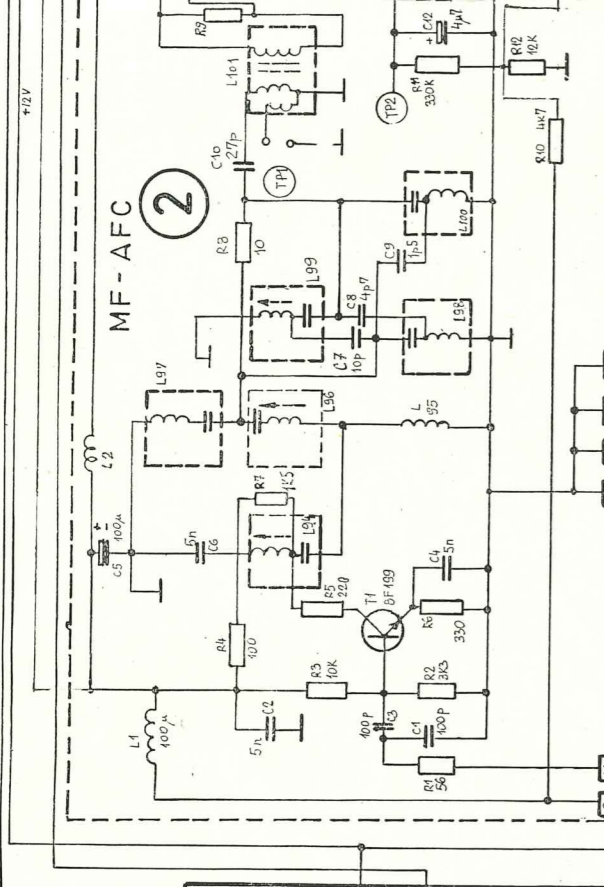 R9
C12
4µ7
+
R12
12K
+12V
L101
R11
330K
TP2
R10 4K7
C10
27p
TP1
MF-AFC
2
R8
10
L100
C9
1p5
L99
C8
4p7
C7
10p
L98
L97
L96
L
95
L2
R7
1K5
+ -
100µ
C5
5n
C6
L94
R5
220
T1
BF199
C4
5n
R4
100
R6
330
R3
10K
R2
3K3
L1
100µ
C2
5n
100p
C3
C1
100p
R1
56